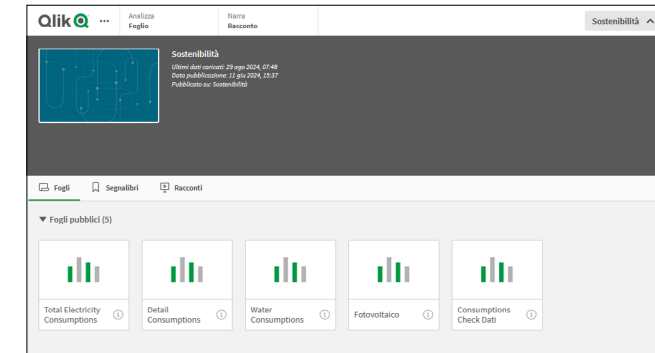 Qlik
Analizza
Foglio
Narra
Racconto
Sostenibilità
Sostenibilità
Ultimi dati caricati: 29 ago 2024, 07:48
Data pubblicazione: 11 giu 2024, 15:37
Pubblicato su: Sostenibilità
Fogli
Segnalibri
Racconti
Fogli pubblici (5)
Total Electricity
Consumptions
Detail
Consumptions
Water
Consumptions
Fotovoltaico
Consumptions
Check Dati